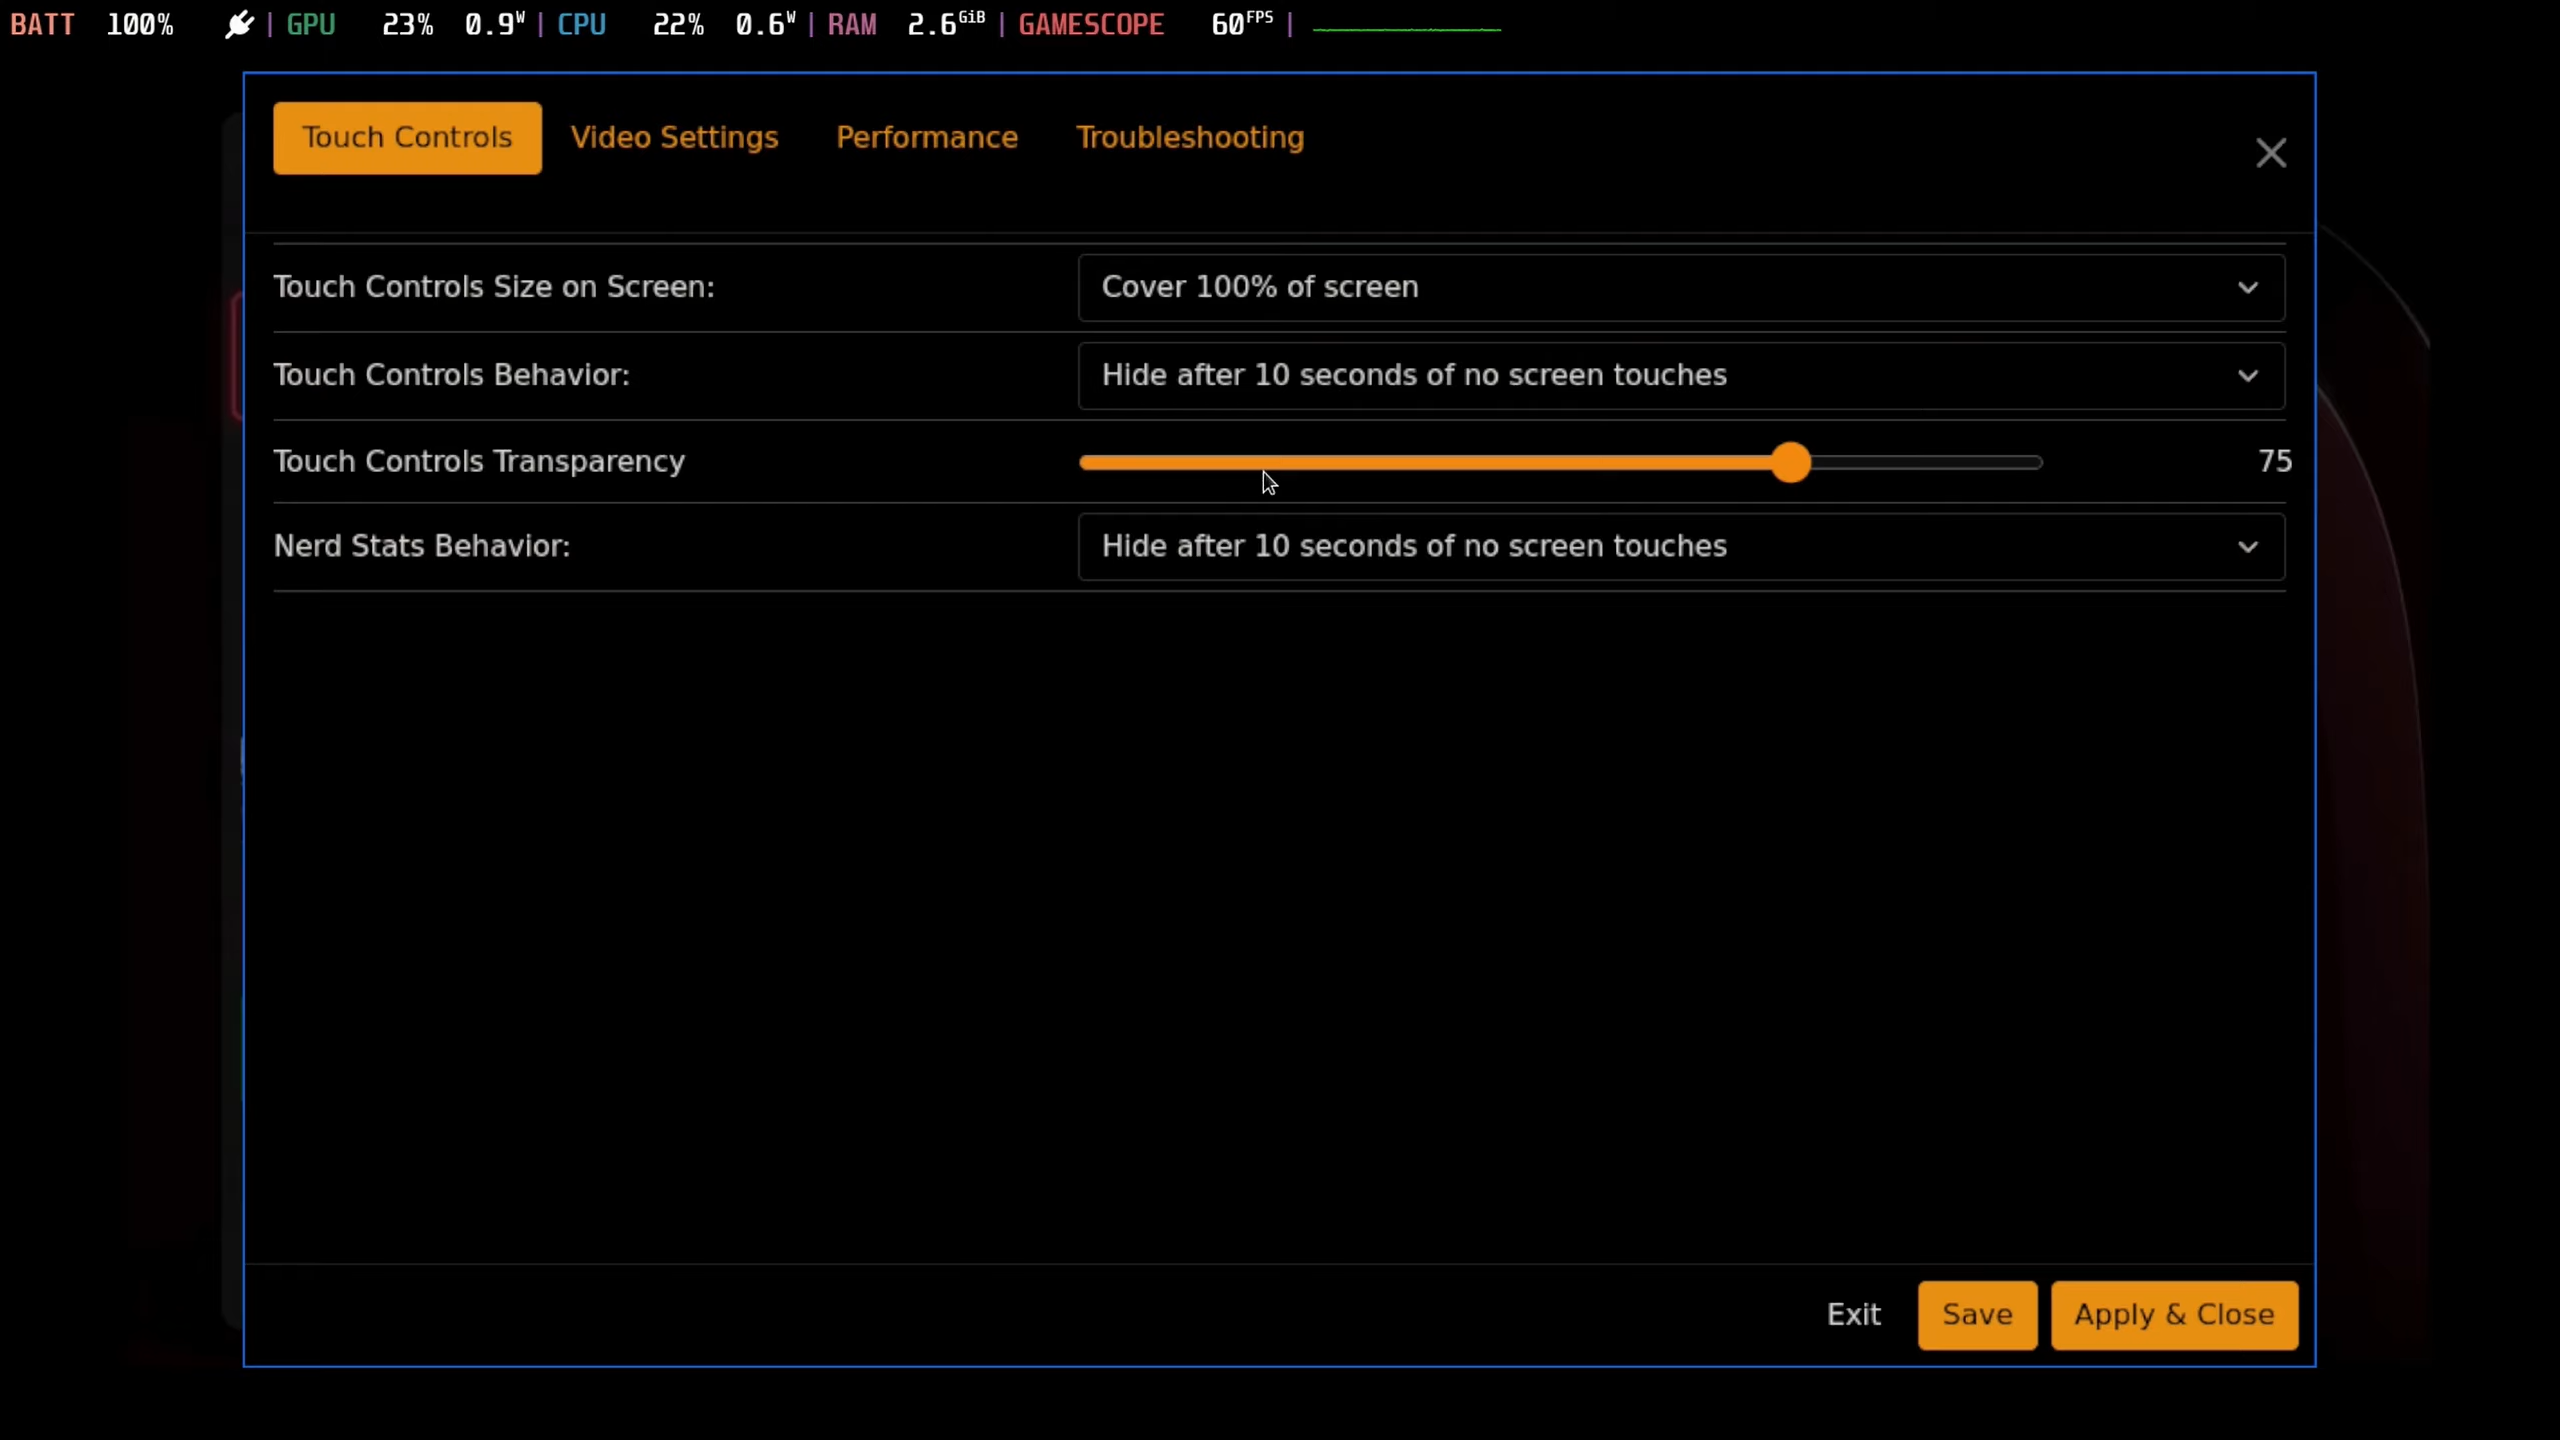 BATT 100% | GPU 23% 0.9W | CPU 22% 0.6W | RAM 2.6GiB | GAMESCOPE 60FPS |
Touch Controls Video Settings Performance Troubleshooting
Touch Controls Size on Screen: Cover 100% of screen
Touch Controls Behavior: Hide after 10 seconds of no screen touches
Touch Controls Transparency 75
Nerd Stats Behavior: Hide after 10 seconds of no screen touches
Exit Save Apply & Close